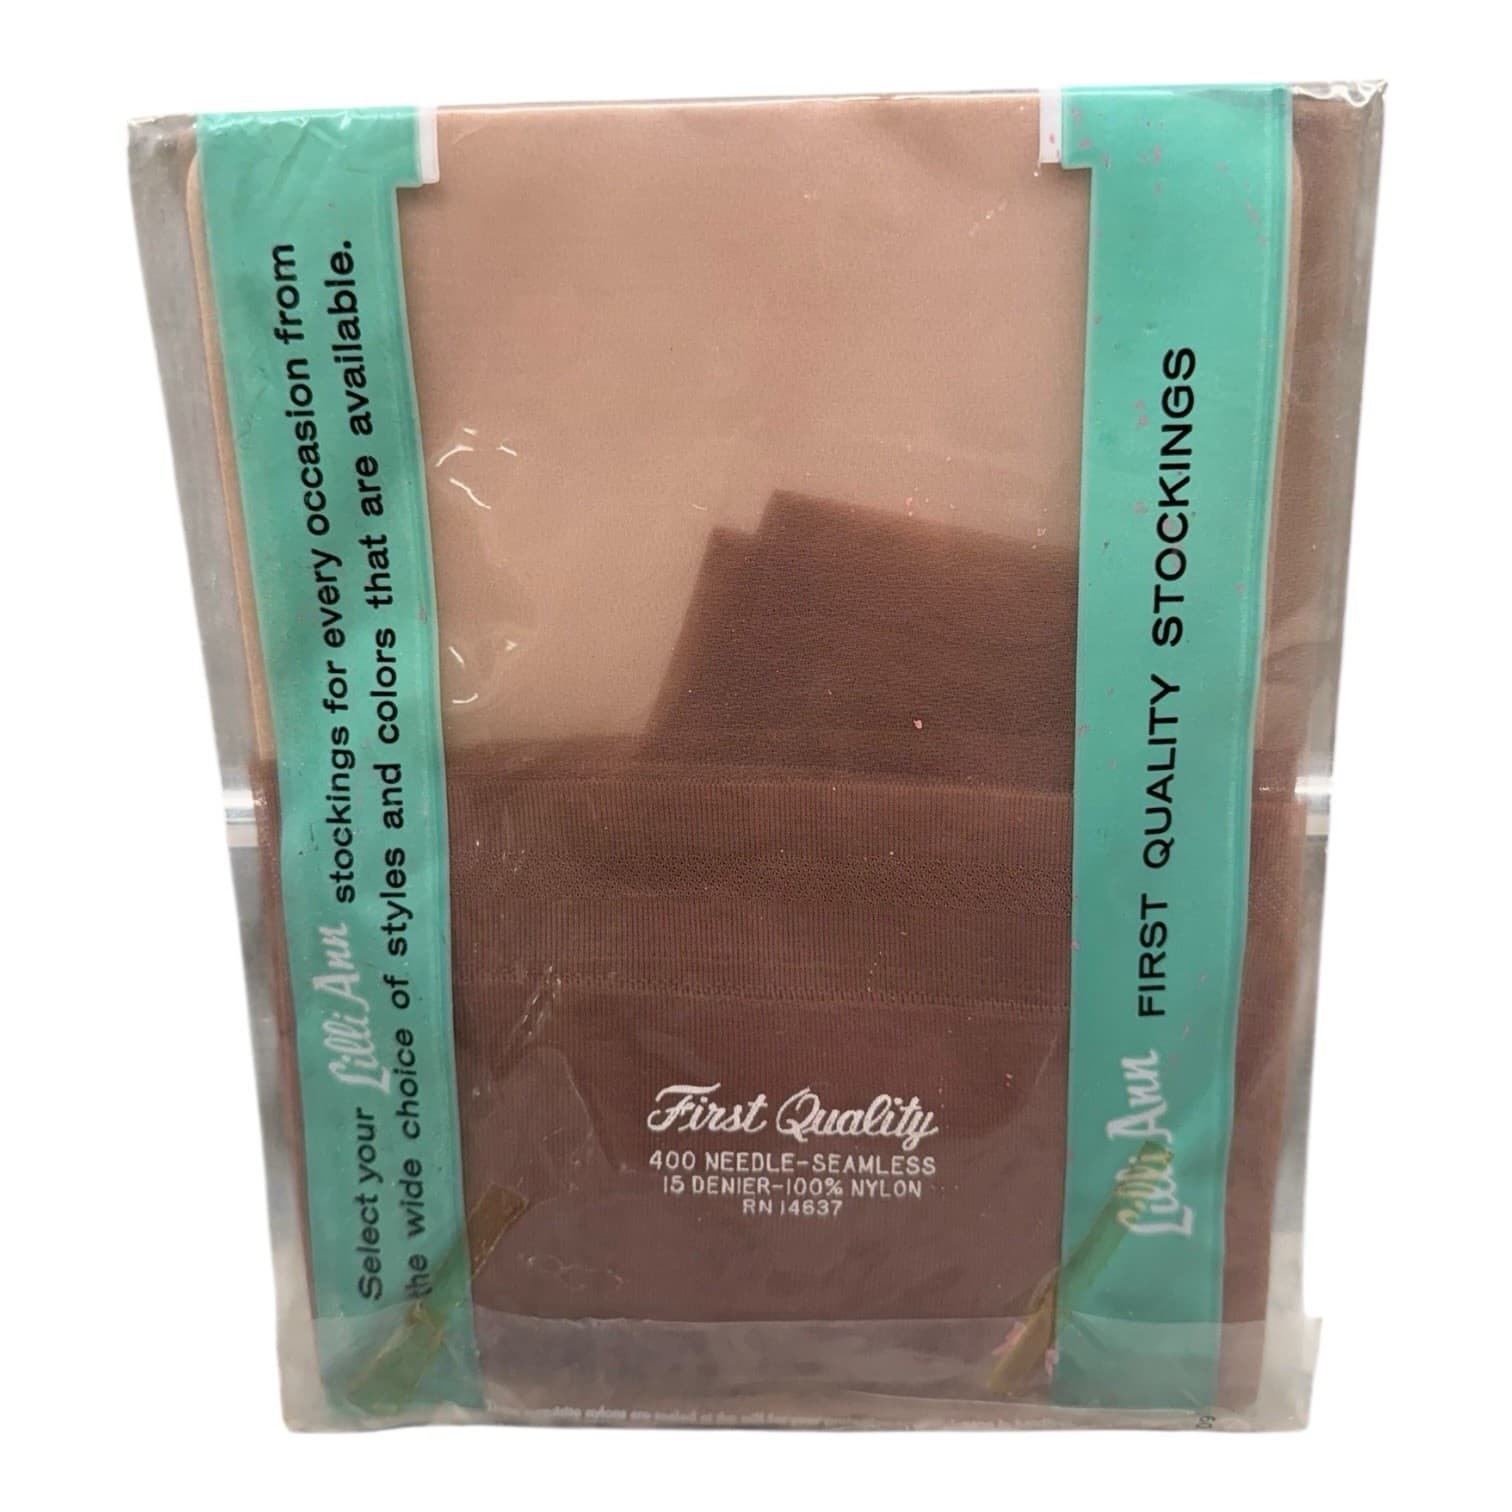 Select your Lilli Ann stockings for every occasion from
the wide choice of styles and colors that are available.
First Quality
400 NEEDLE-SEAMLESS
15 DENIER-100% NYLON
RN 14637
Lilli Ann FIRST QUALITY STOCKINGS